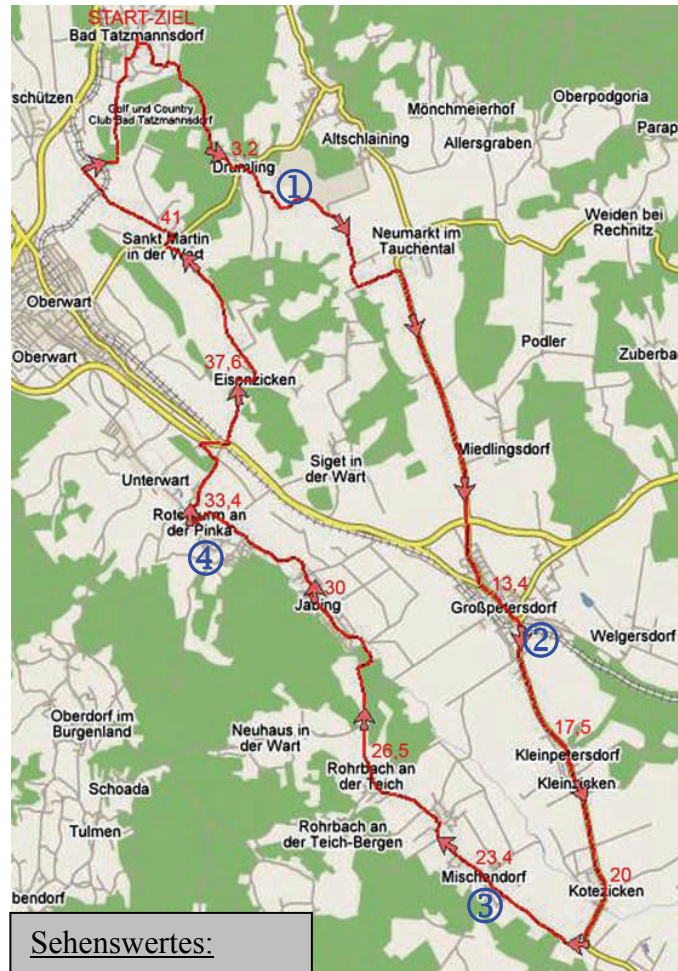 START-ZIEL
Bad Tatzmannsdorf
schützen
Golf und Country
Club Bad Tatzmannsdorf
Oberpodgoria
Mönchmeierhof
Altschlaining
Allersgraben
Parap
3,2
Drumling
①
41
Sankt Martin
in der Wart
Neumarkt im
Tauchental
Weiden bei
Rechnitz
Oberwart
Oberwart
Podler
Zuberba
37,6
Eisenzicken
Miedlingsdorf
Siget in
der Wart
Unterwart
33,4
Rotenturm an
der Pinka
④
30
Jabing
13,4
Großpetersdorf
②
Welgersdorf
Oberdorf im
Burgenland
Neuhaus in
der Wart
17,5
Kleinpetersdorf
Kleinzicken
26,5
Rohrbach an
der Teich
Schoada
Tulmen
Rohrbach an
der Teich-Bergen
23,4
Mischendorf
③
20
Kotezicken
bendorf
Sehenswertes: